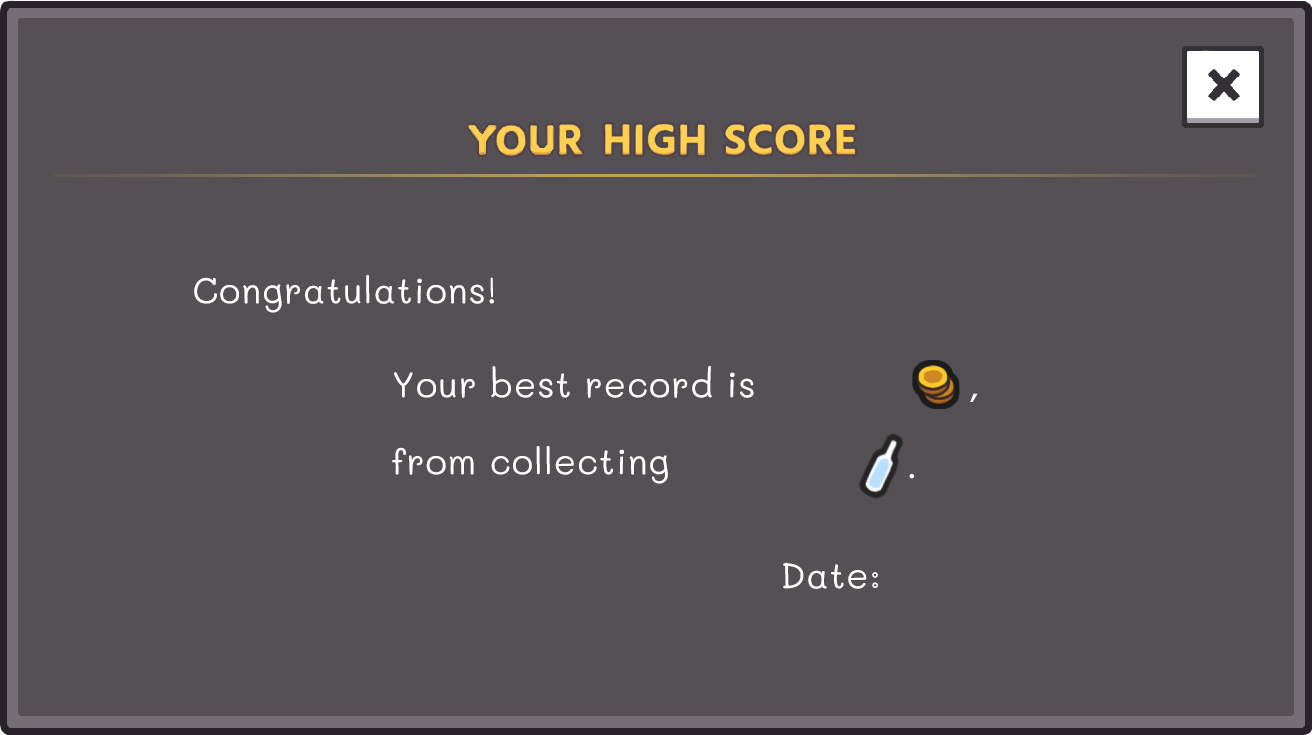 YOUR HIGH SCORE
Congratulations!
Your best record is ,
from collecting .
Date: